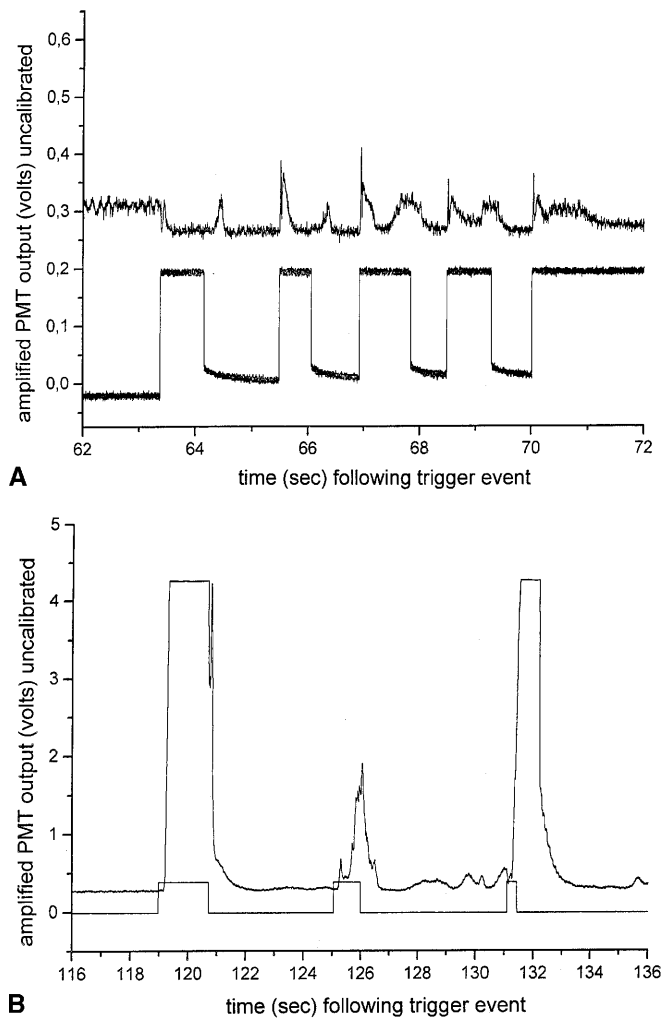 amplified PMT output (volts) uncalibrated
0,6
0,5
0,4
0,3
0,2
0,1
0,0
62 64 66 68 70 72
time (sec) following trigger event
A
amplified PMT output (volts) uncalibrated
5
4
3
2
1
0
116 118 120 122 124 126 128 130 132 134 136
time (sec) following trigger event
B